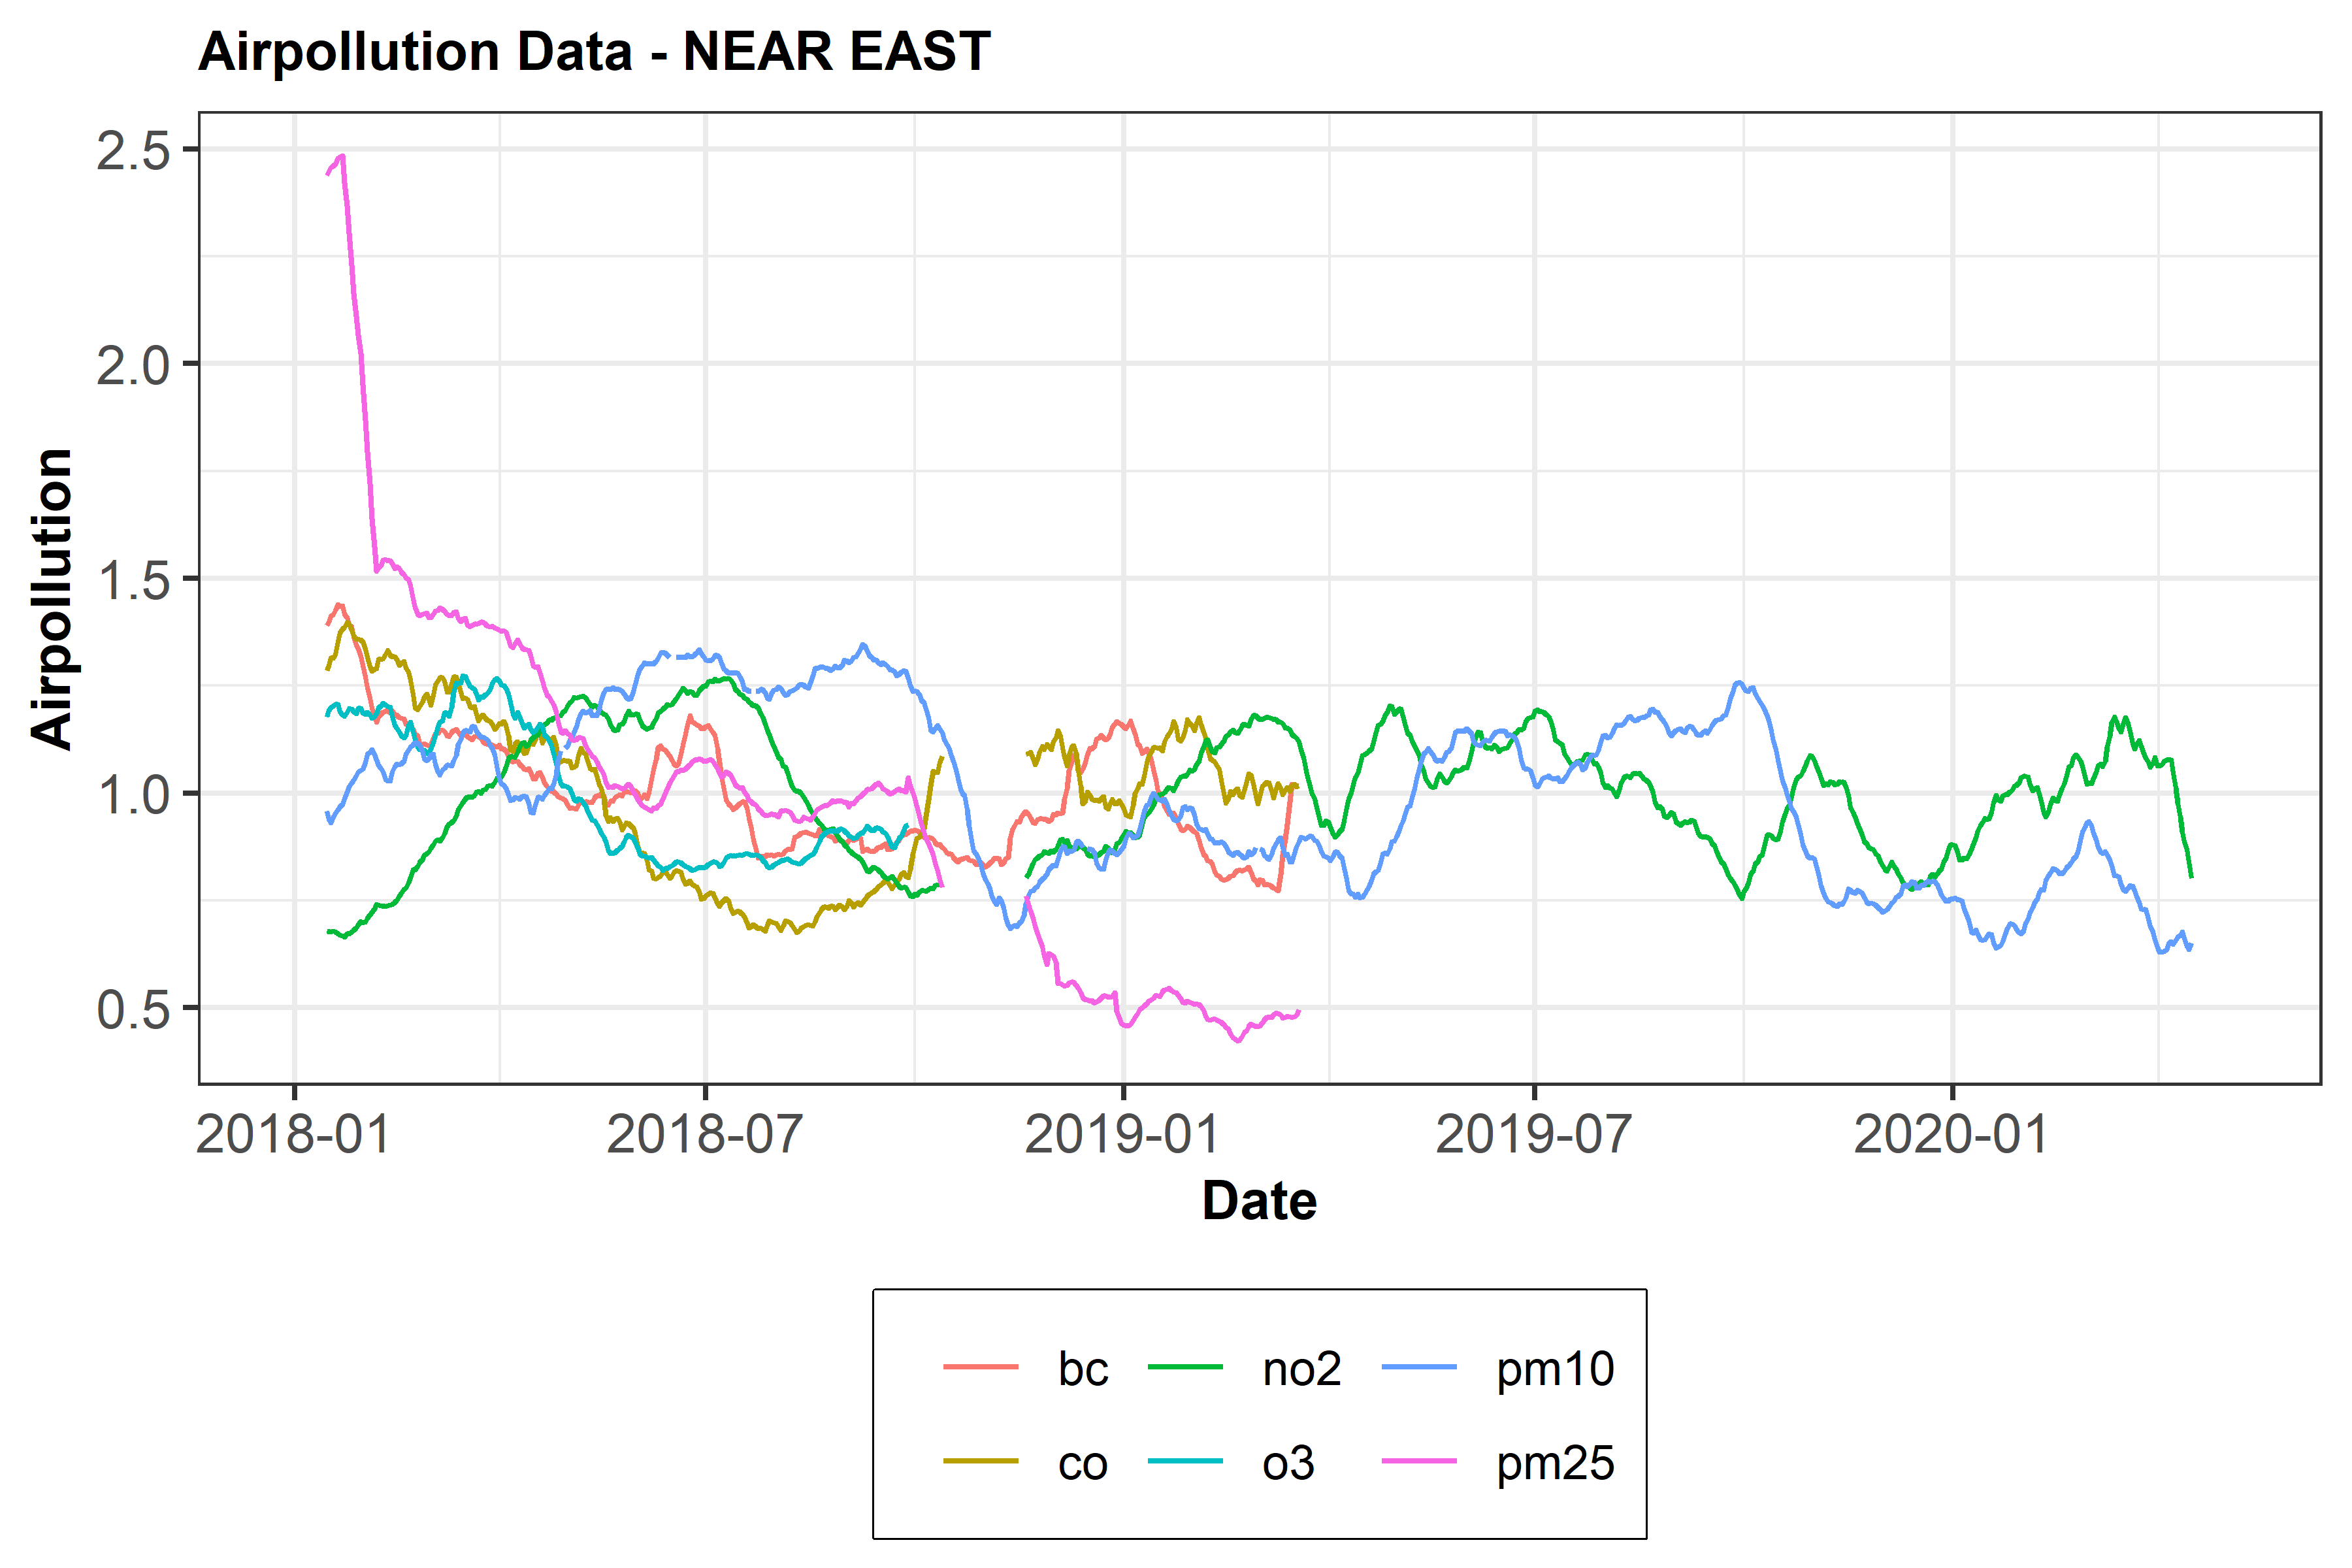 Airpollution Data - NEAR EAST
Airpollution
2.5
2.0
1.5
1.0
0.5
2018-01 2018-07 2019-01 2019-07 2020-01
Date
bc no2 pm10
co o3 pm25